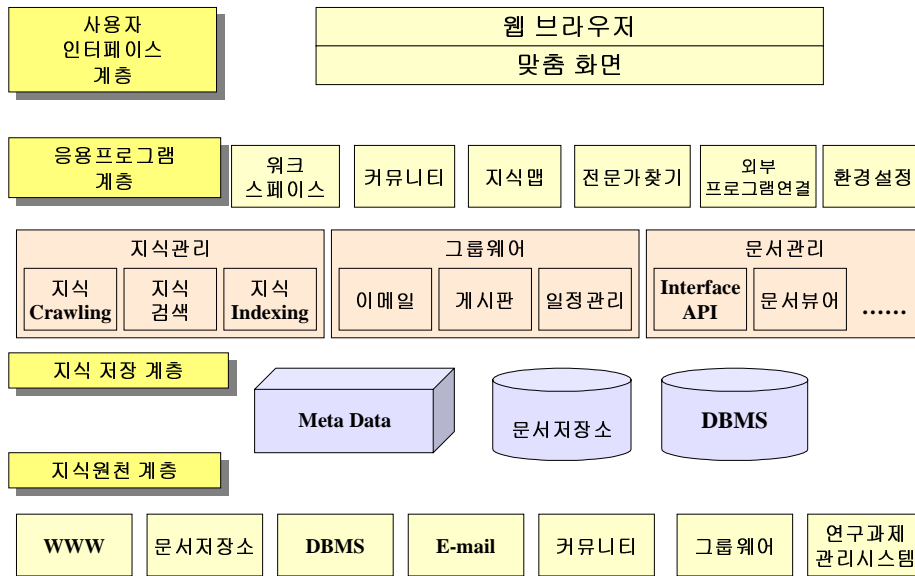 사용자
인터페이스
계층
웹 브라우저
맞춤 화면
응용프로그램
계층
워크
스페이스
커뮤니티
지식맵
전문가찾기
외부
프로그램연결
환경설정
지식관리
지식
Crawling
지식
검색
지식
Indexing
그룹웨어
이메일
게시판
일정관리
문서관리
Interface
API
문서뷰어
……
지식 저장 계층
Meta Data
문서저장소
DBMS
지식원천 계층
WWW
문서저장소
DBMS
E-mail
커뮤니티
그룹웨어
연구과제
관리시스템